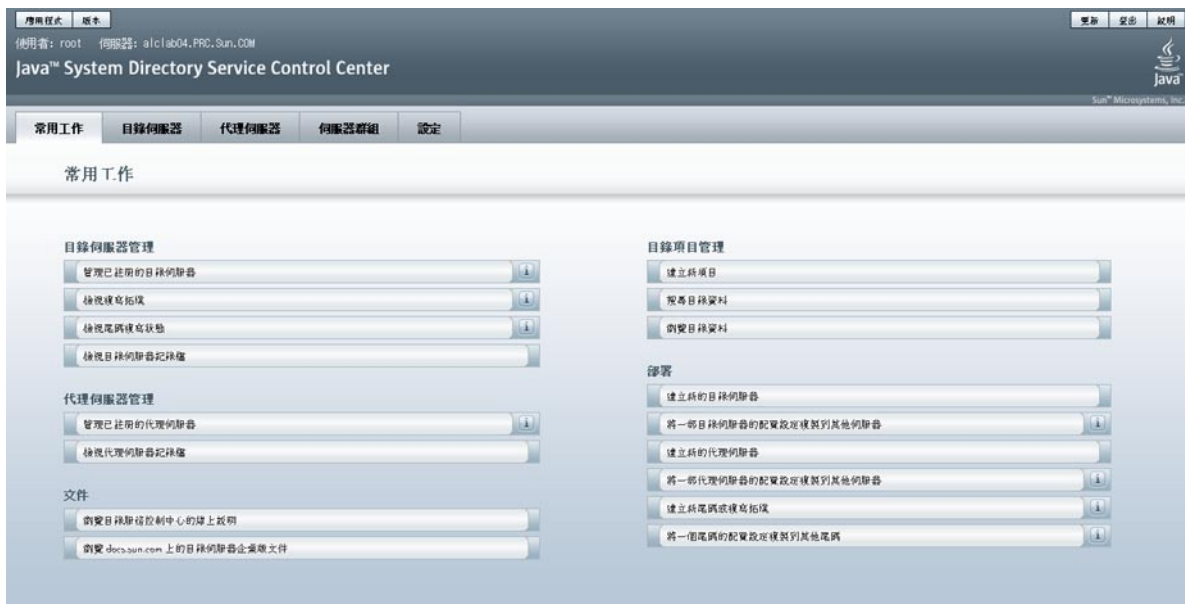 應用程式 版本
更新 登出 說明
使用者: root 伺服器: alclab04.PRC.Sun.COM
Java™ System Directory Service Control Center
Java™
Sun™ Microsystems, Inc.
常用工作 目錄伺服器 代理伺服器 伺服器群組 設定
常用工作
目錄伺服器管理
管理已註冊的目錄伺服器
檢視複寫拓樸
檢視尾碼複寫狀態
檢視目錄伺服器記錄檔
代理伺服器管理
管理已註冊的代理伺服器
檢視代理伺服器記錄檔
文件
瀏覽目錄服務控制中心的線上說明
瀏覽 docs.sun.com 上的目錄伺服器企業版文件
目錄項目管理
建立新項目
搜尋目錄資料
瀏覽目錄資料
部署
建立新的目錄伺服器
將一部目錄伺服器的配置設定複製到其他伺服器
建立新的代理伺服器
將一部代理伺服器的配置設定複製到其他伺服器
建立新尾碼或複寫拓樸
將一個尾碼的配置設定複製到其他尾碼